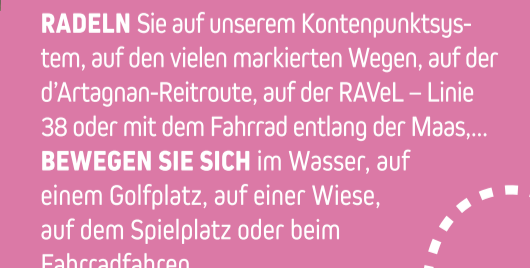 RADELN Sie auf unserem Kontenpunktsys-
tem, auf den vielen markierten Wegen, auf der
d'Artagnan-Reitroute, auf der RAVeL – Linie
38 oder mit dem Fahrrad entlang der Maas,...
BEWEGEN SIE SICH im Wasser, auf
einem Golfplatz, auf einer Wiese,
auf dem Spielplatz oder beim
Fahrradfahren